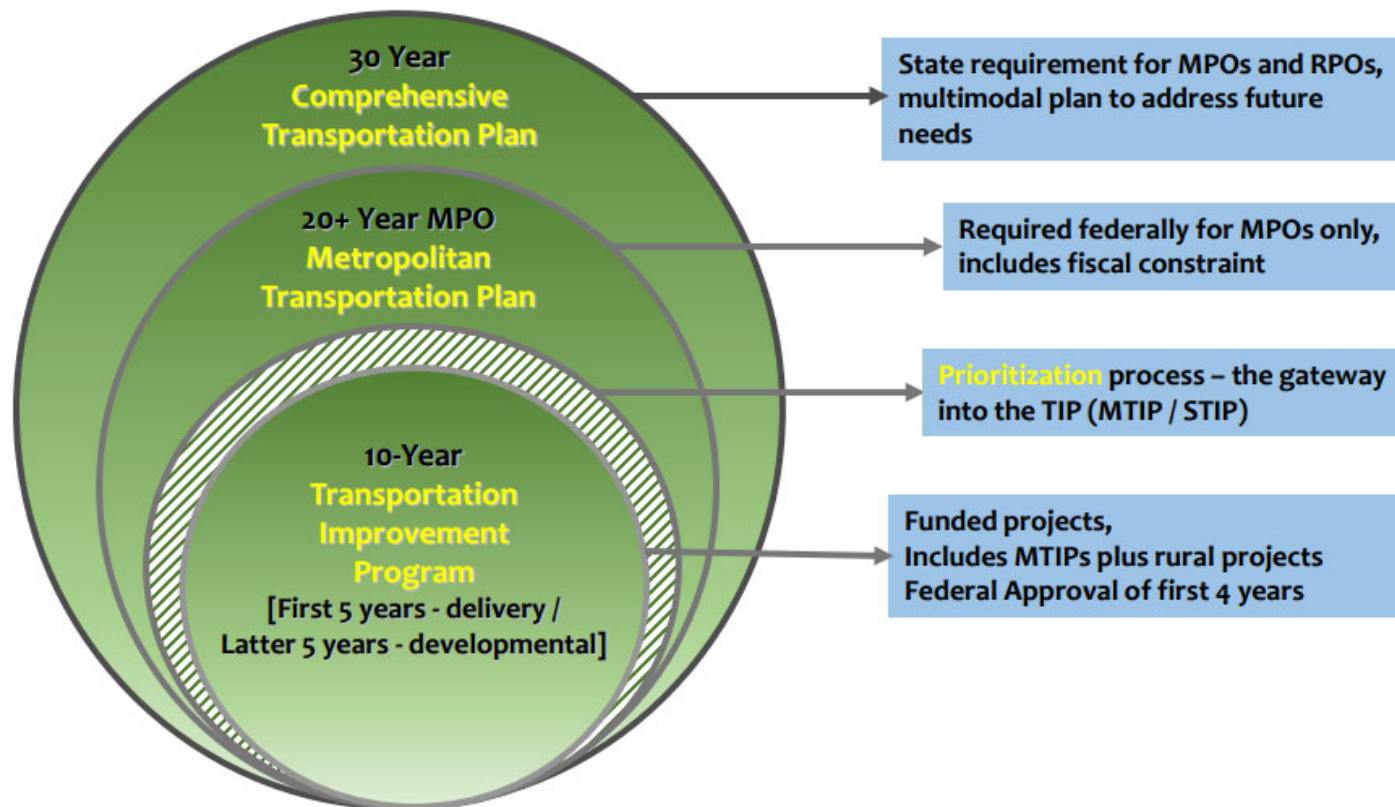 30 Year
Comprehensive
Transportation Plan
State requirement for MPOs and RPOs,
multimodal plan to address future
needs
20+ Year MPO
Metropolitan
Transportation Plan
Required federally for MPOs only,
includes fiscal constraint
Prioritization process – the gateway
into the TIP (MTIP / STIP)
10-Year
Transportation
Improvement
Program
[First 5 years - delivery /
Latter 5 years - developmental]
Funded projects,
Includes MTIPs plus rural projects
Federal Approval of first 4 years